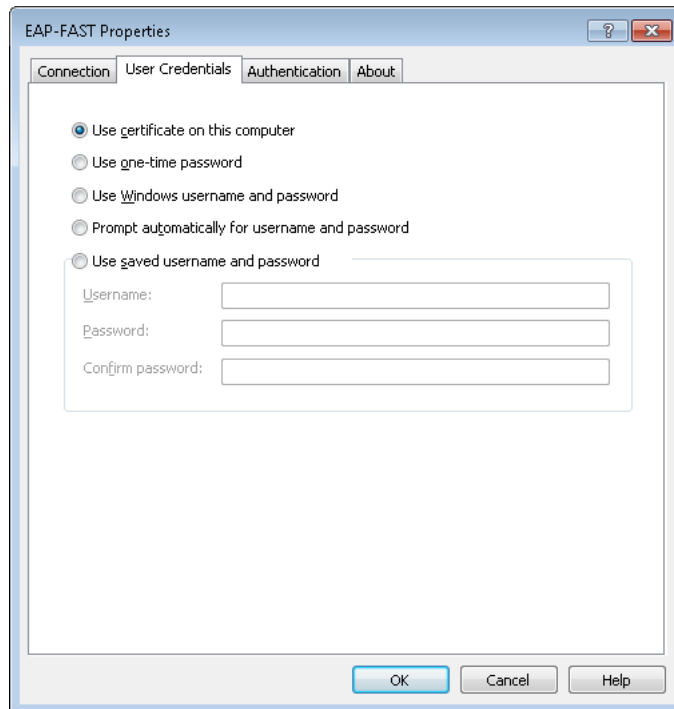 EAP-FAST Properties
Connection User Credentials Authentication About
Use certificate on this computer
Use one-time password
Use Windows username and password
Prompt automatically for username and password
Use saved username and password
Username:
Password:
Confirm password:
OK Cancel Help